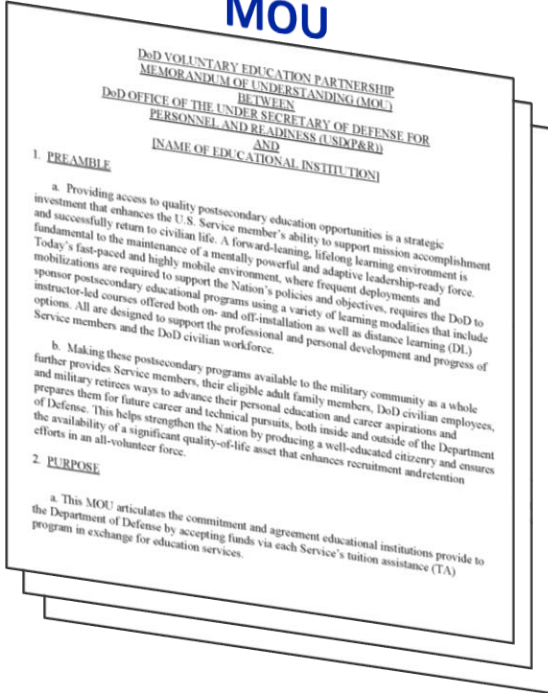 MOU
DoD VOLUNTARY EDUCATION PARTNERSHIP
MEMORANDUM OF UNDERSTANDING (MOU)
BETWEEN
DoD OFFICE OF THE UNDER SECRETARY OF DEFENSE FOR
PERSONNEL AND READINESS (USD(P&R))
AND
[NAME OF EDUCATIONAL INSTITUTION]
1. PREAMBLE
a. Providing access to quality postsecondary education opportunities is a strategic
investment that enhances the U.S. Service member's ability to support mission accomplishment
and successfully return to civilian life. A forward-leaning, lifelong learning environment is
fundamental to the maintenance of a mentally powerful and adaptive leadership-ready force.
Today's fast-paced and highly mobile environment, where frequent deployments and
mobilizations are required to support the Nation's policies and objectives, requires the DoD to
sponsor postsecondary educational programs using a variety of learning modalities that include
instructor-led courses offered both on- and off-installation as well as distance learning (DL)
options. All are designed to support the professional and personal development and progress of
Service members and the DoD civilian workforce.
b. Making these postsecondary programs available to the military community as a whole
further provides Service members, their eligible adult family members, DoD civilian employees,
and military retirees ways to advance their personal education and career aspirations and
prepares them for future career and technical pursuits, both inside and outside of the Department
of Defense. This helps strengthen the Nation by producing a well-educated citizenry and ensures
the availability of a significant quality-of-life asset that enhances recruitment andretention
efforts in an all-volunteer force.
2. PURPOSE
a. This MOU articulates the commitment and agreement educational institutions provide to
the Department of Defense by accepting funds via each Service's tuition assistance (TA)
program in exchange for education services.